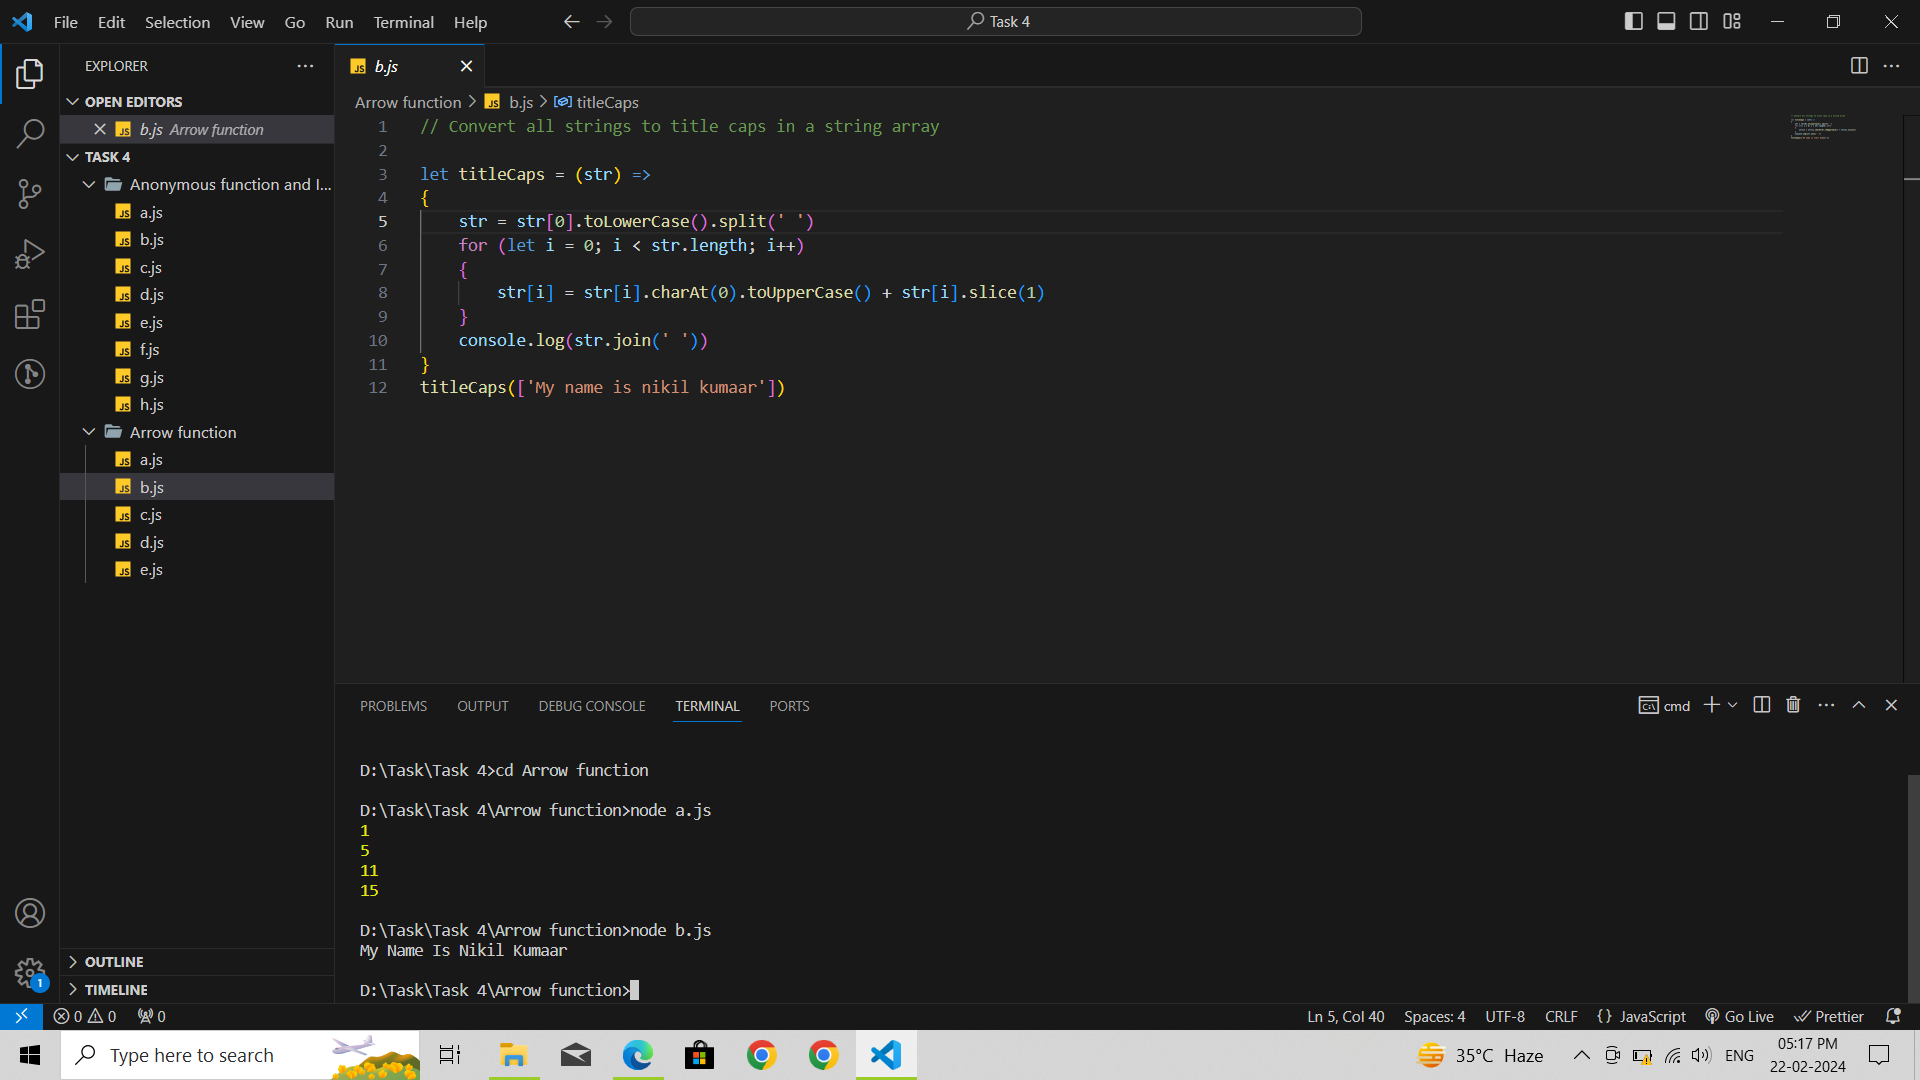 File Edit Selection View Go Run Terminal Help
Task 4
EXPLORER
OPEN EDITORS
b.js Arrow function
TASK 4
Anonymous function and I...
a.js
b.js
c.js
d.js
e.js
f.js
g.js
h.js
Arrow function
a.js
b.js
c.js
d.js
e.js
OUTLINE
TIMELINE
b.js
Arrow function > b.js > titleCaps
1 // Convert all strings to title caps in a string array
2
3 let titleCaps = (str) =>
4 {
5 str = str[0].toLowerCase().split(' ')
6 for (let i = 0; i < str.length; i++)
7 {
8 str[i] = str[i].charAt(0).toUpperCase() + str[i].slice(1)
9 }
10 console.log(str.join(' '))
11 }
12 titleCaps(['My name is nikil kumaar'])
PROBLEMS OUTPUT DEBUG CONSOLE TERMINAL PORTS
cmd
D:\Task\Task 4>cd Arrow function
D:\Task\Task 4\Arrow function>node a.js
1
5
11
15
D:\Task\Task 4\Arrow function>node b.js
My Name Is Nikil Kumaar
D:\Task\Task 4\Arrow function>
1
0 0 0
Ln 5, Col 40 Spaces: 4 UTF-8 CRLF {} JavaScript Go Live Prettier
Type here to search
35°C Haze
ENG
05:17 PM
22-02-2024